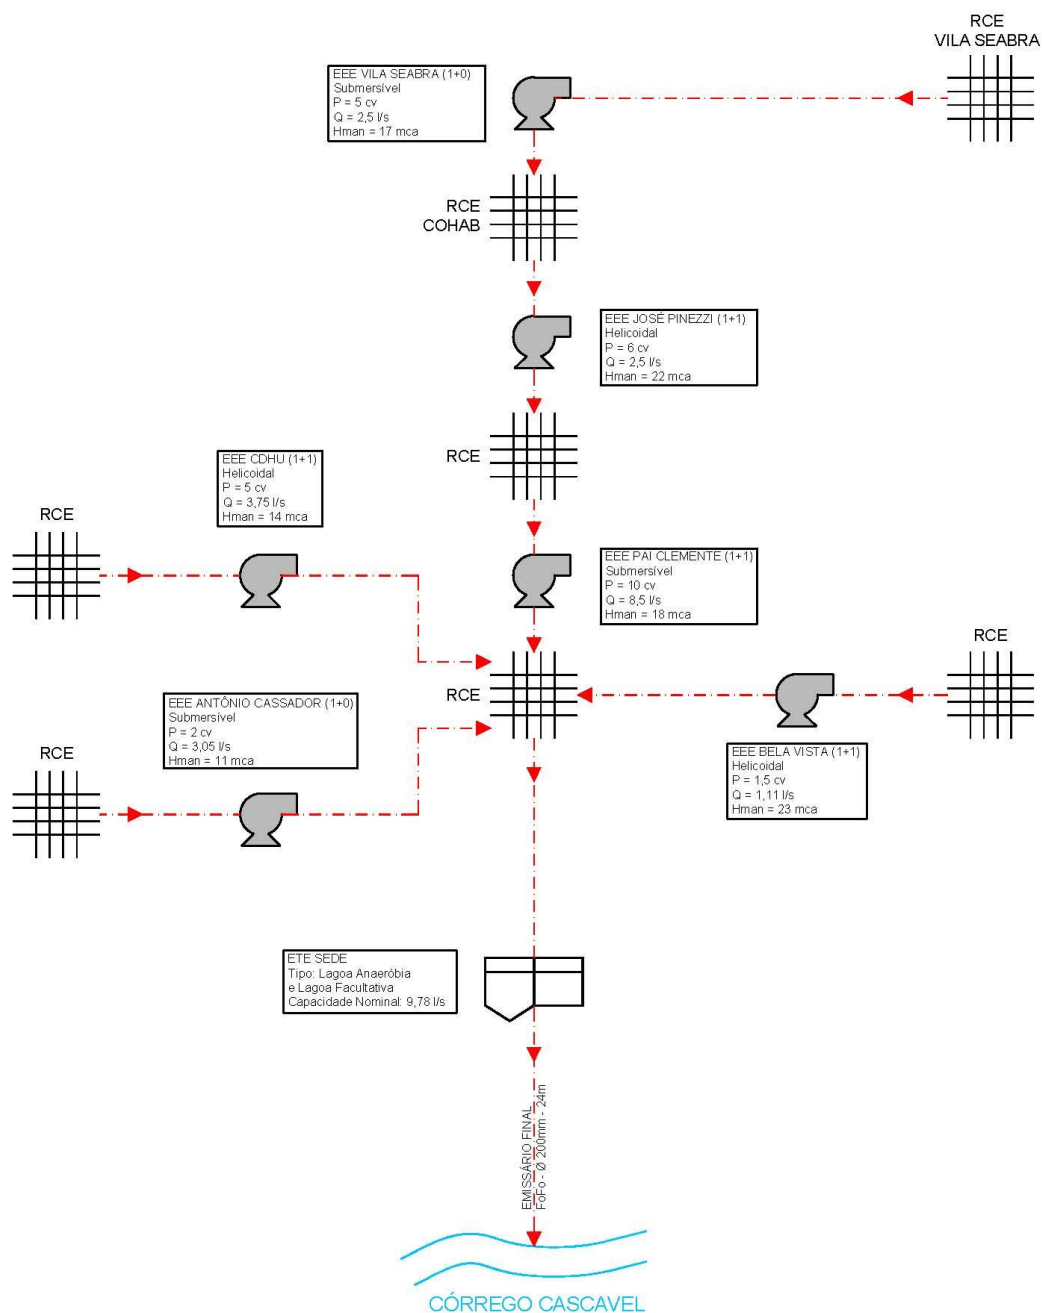 RCE
VILA SEABRA
EEE VILA SEABRA (1+0)
Submersível
P = 5 cv
Q = 2,5 l/s
Hman = 17 mca
RCE
COHAB
EEE JOSÉ PINEZZI (1+1)
Helicoidal
P = 6 cv
Q = 2,5 l/s
Hman = 22 mca
RCE
EEE CDHU (1+1)
Helicoidal
P = 5 cv
Q = 3,75 l/s
Hman = 14 mca
RCE
EEE PAI CLEMENTE (1+1)
Submersível
P = 10 cv
Q = 8,5 l/s
Hman = 18 mca
RCE
RCE
EEE ANTÔNIO CASSADOR (1+0)
Submersível
P = 2 cv
Q = 3,05 l/s
Hman = 11 mca
RCE
EEE BELA VISTA (1+1)
Helicoidal
P = 1,5 cv
Q = 1,11 l/s
Hman = 23 mca
ETE SEDE
Tipo: Lagoa Anaeróbia
e Lagoa Facultativa
Capacidade Nominal: 9,78 l/s
EMISSÁRIO FINAL
FoFo - Ø 200mm - 24m
CÓRREGO CASCAVEL